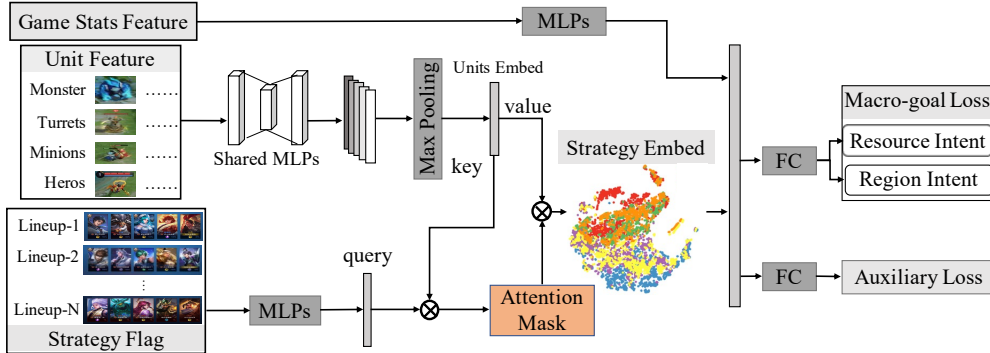 Game Stats Feature
MLPs
Unit Feature
Monster
......
Turrets
......
Minions
......
Heros
......
Shared MLPs
Max Pooling
Units Embed
value
key
Strategy Embed
Macro-goal Loss
FC
Resource Intent
Region Intent
Lineup-1
Lineup-2
...
Lineup-N
Strategy Flag
MLPs
query
Attention
Mask
FC
Auxiliary Loss